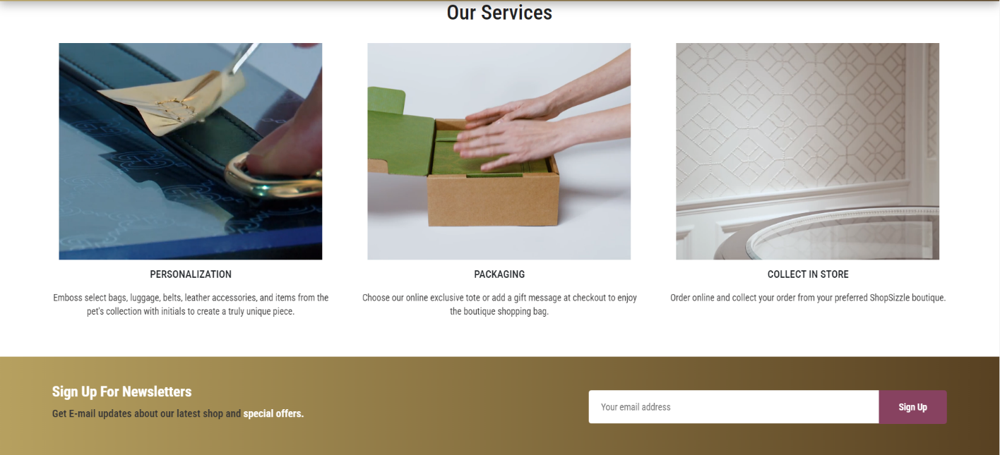 Our Services
PERSONALIZATION
Emboss select bags, luggage, belts, leather accessories, and items from the
pet's collection with initials to create a truly unique piece.
PACKAGING
Choose our online exclusive tote or add a gift message at checkout to enjoy
the boutique shopping bag.
COLLECT IN STORE
Order online and collect your order from your preferred ShopSizzle boutique.
Sign Up For Newsletters
Get E-mail updates about our latest shop and special offers.
Your email address
Sign Up